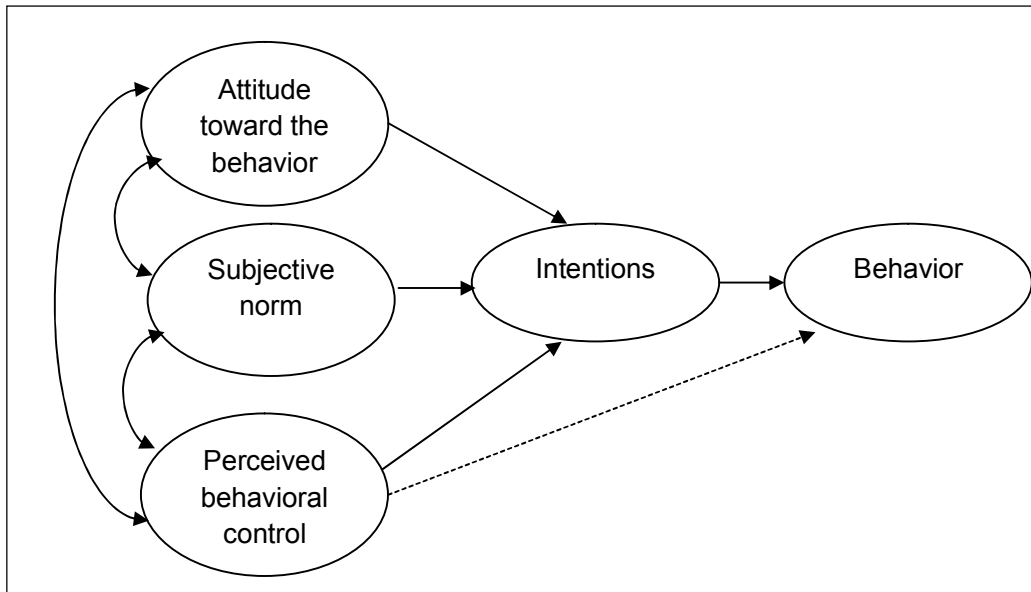 Attitude
toward the
behavior
Subjective
norm
Intentions
Behavior
Perceived
behavioral
control